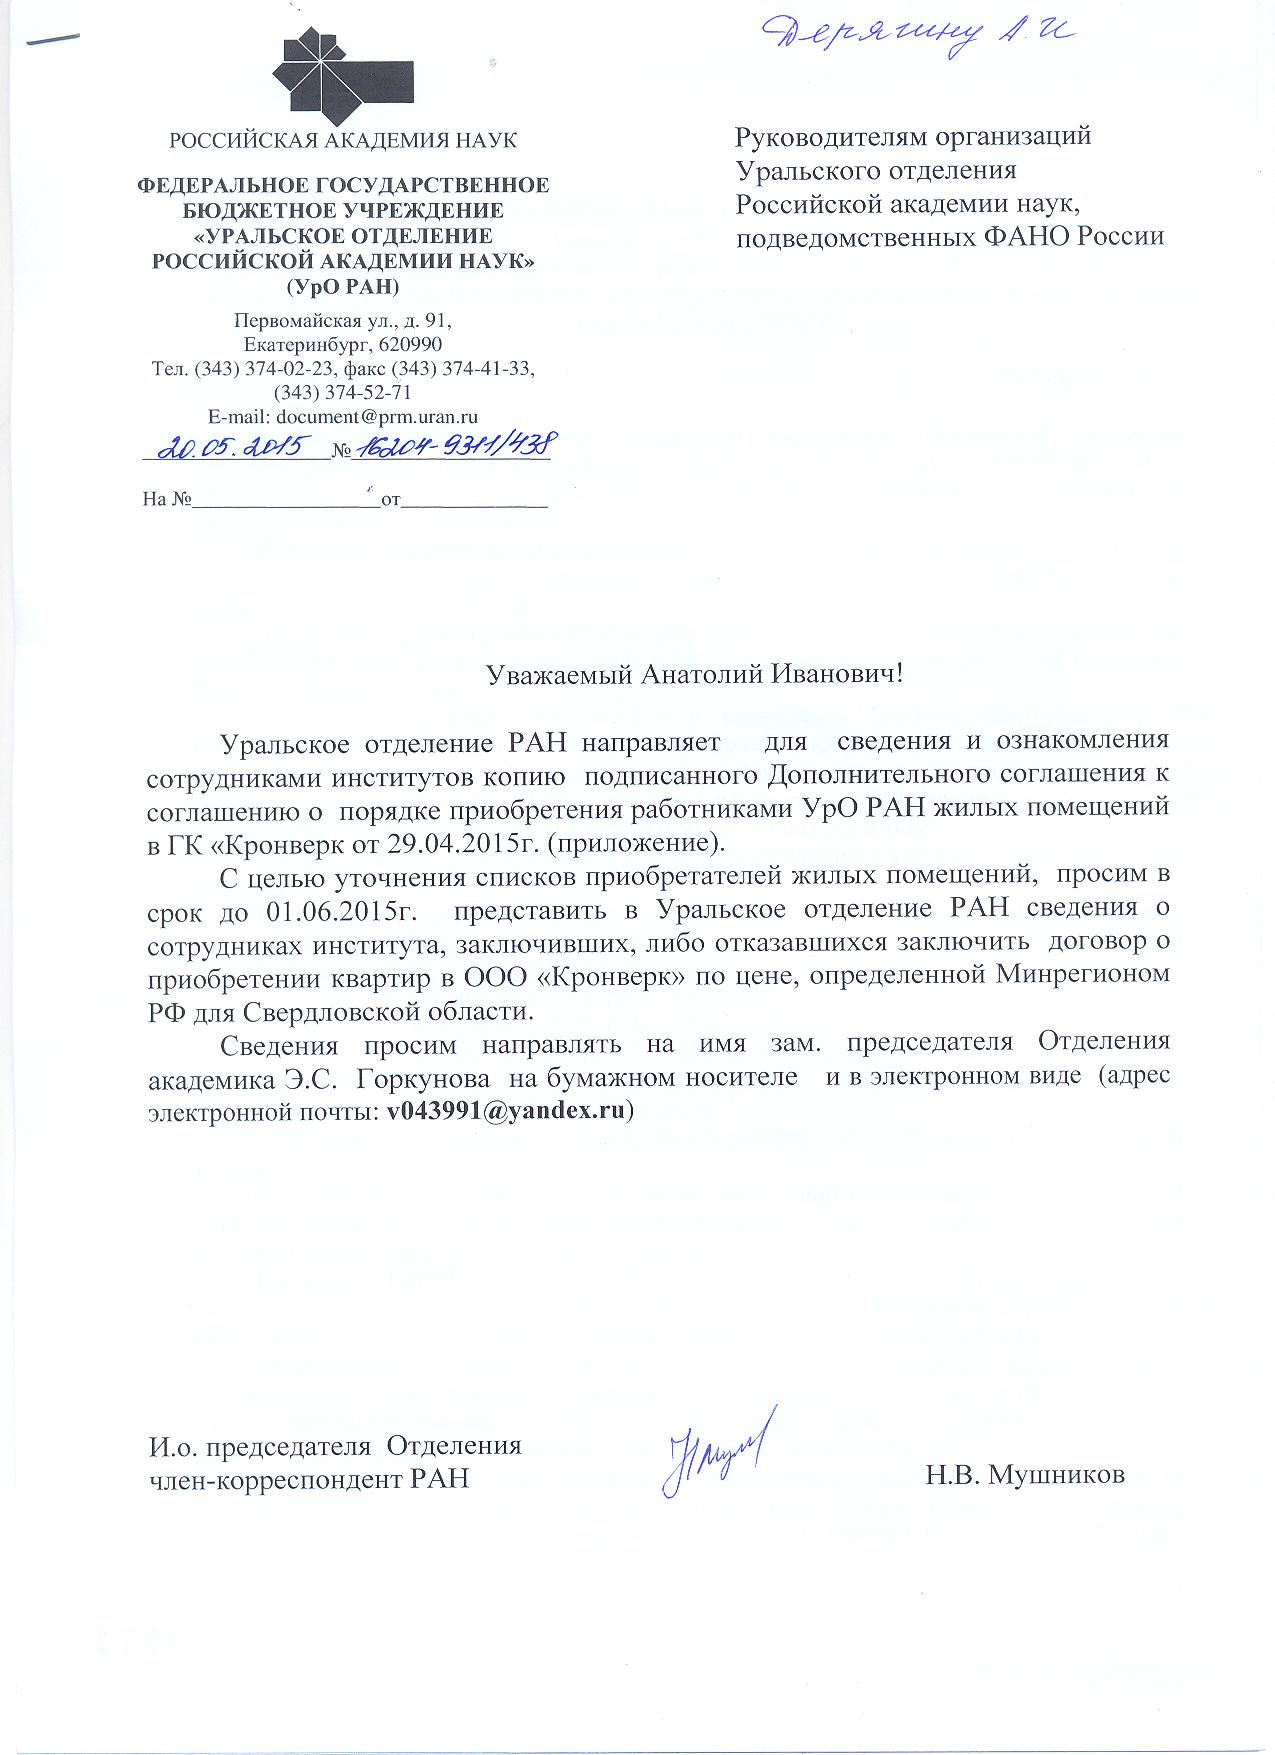 Дерягину А.И
РОССИЙСКАЯ АКАДЕМИЯ НАУК
ФЕДЕРАЛЬНОЕ ГОСУДАРСТВЕННОЕ
БЮДЖЕТНОЕ УЧРЕЖДЕНИЕ
«УРАЛЬСКОЕ ОТДЕЛЕНИЕ
РОССИЙСКОЙ АКАДЕМИИ НАУК»
(УрО РАН)
Первомайская ул., д. 91,
Екатеринбург, 620990
Тел. (343) 374-02-23, факс (343) 374-41-33,
(343) 374-52-71
E-mail: document@prm.uran.ru
20.05.2015 № 16204-9311/438
На №______________от___________
Руководителям организаций
Уральского отделения
Российской академии наук,
подведомственных ФАНО России
Уважаемый Анатолий Иванович!
Уральское отделение РАН направляет для сведения и ознакомления
сотрудниками институтов копию подписанного Дополнительного соглашения к
соглашению о порядке приобретения работниками УрО РАН жилых помещений
в ГК «Кронверк от 29.04.2015г. (приложение).
С целью уточнения списков приобретателей жилых помещений, просим в
срок до 01.06.2015г. представить в Уральское отделение РАН сведения о
сотрудниках института, заключивших, либо отказавшихся заключить договор о
приобретении квартир в ООО «Кронверк» по цене, определенной Минрегионом
РФ для Свердловской области.
Сведения просим направлять на имя зам. председателя Отделения
академика Э.С. Горкунова на бумажном носителе и в электронном виде (адрес
электронной почты: v043991@yandex.ru)
И.о. председателя Отделения
член-корреспондент РАН
Н.В. Мушников